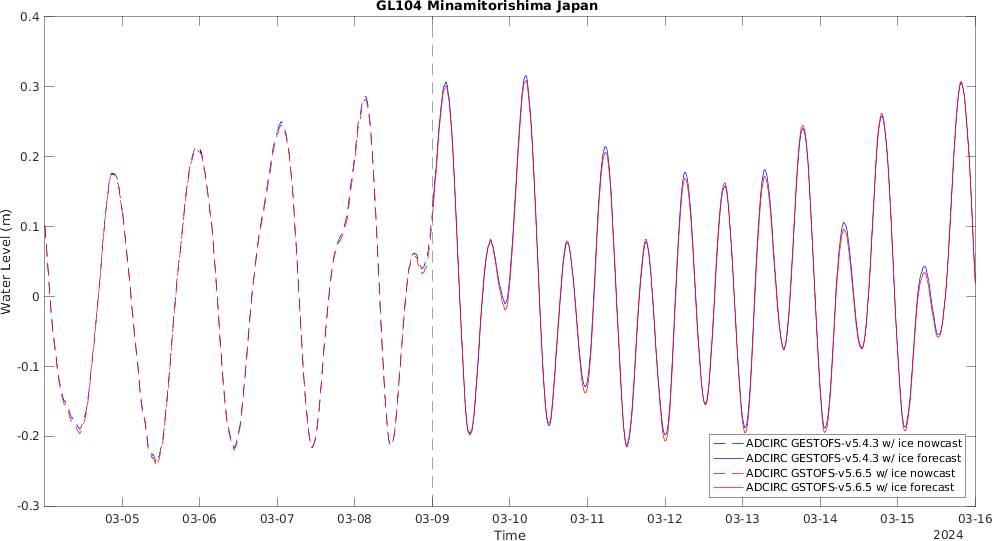 GL104 Minamitorishima Japan
0.4
0.3
0.2
0.1
0
-0.1
-0.2
-0.3
Water Level (m)
03-05 03-06 03-07 03-08 03-09 03-10 03-11 03-12 03-13 03-14 03-15 03-16
Time
2024
ADCIRC GESTOFS-v5.4.3 w/ ice nowcast
ADCIRC GESTOFS-v5.4.3 w/ ice forecast
ADCIRC GSTOFS-v5.6.5 w/ ice nowcast
ADCIRC GSTOFS-v5.6.5 w/ ice forecast